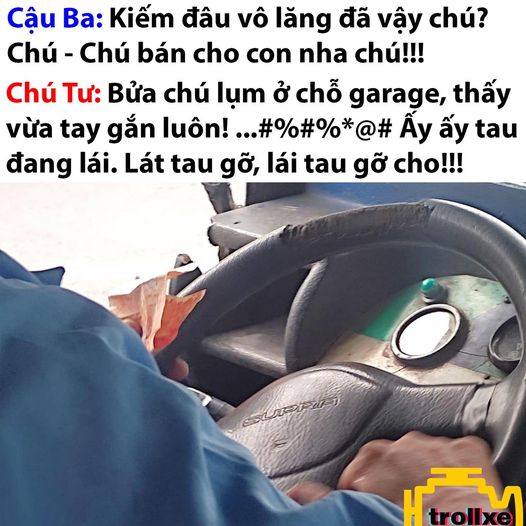 Cậu Ba: Kiếm đâu vô lăng đã vậy chú?
Chú - Chú bán cho con nha chú!!!
Chú Tư: Bửa chú lụm ở chỗ garage, thấy
vừa tay gắn luôn! ...#%#%*@# Ấy ấy tau
đang lái. Lát tau gỡ, lái tau gỡ cho!!!
SUPRA
trollxe